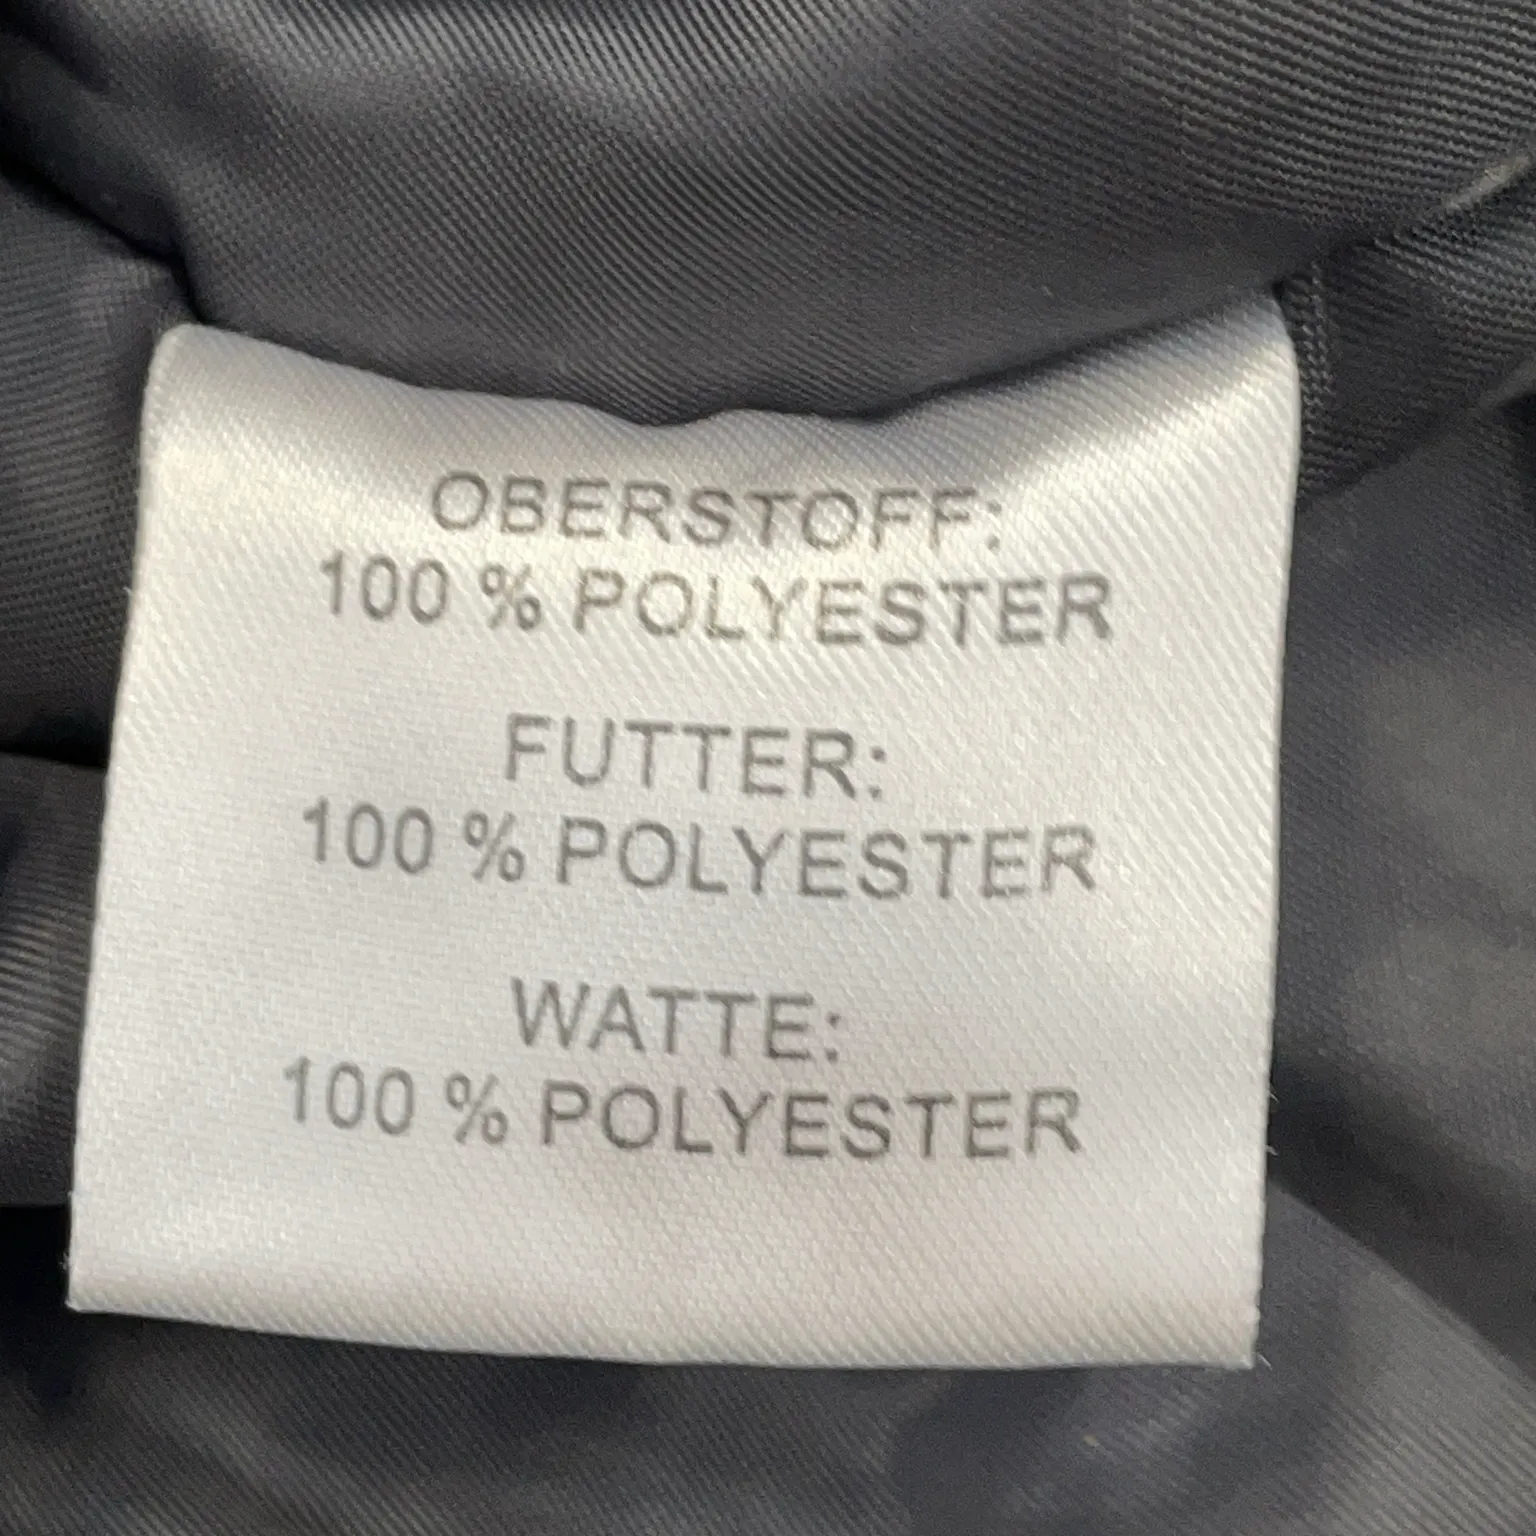 OBERSTOFF:
100 % POLYESTER
FUTTER:
100 % POLYESTER
WATTE:
100 % POLYESTER